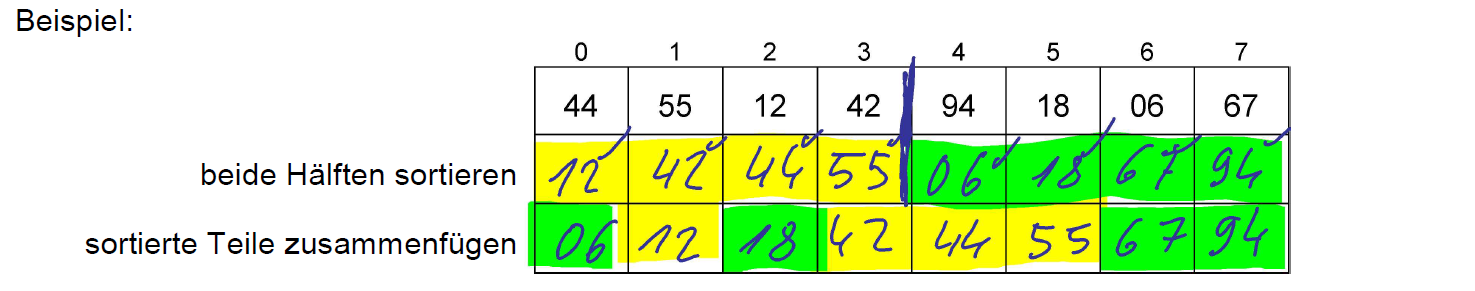 Beispiel:
0 1 2 3 4 5 6 7
44 55 12 42 94 18 06 67
beide Hälften sortieren 12 42 44 55 06 18 67 94
sortierte Teile zusammenfügen 06 12 18 42 44 55 67 94